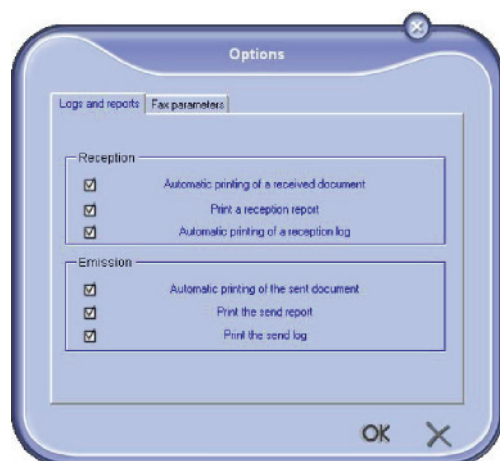 Options
Logs and reports Fax parameters
Reception
Automatic printing of a received document
Print a reception report
Automatic printing of a reception log
Emission
Automatic printing of the sent document
Print the send report
Print the send log
OK